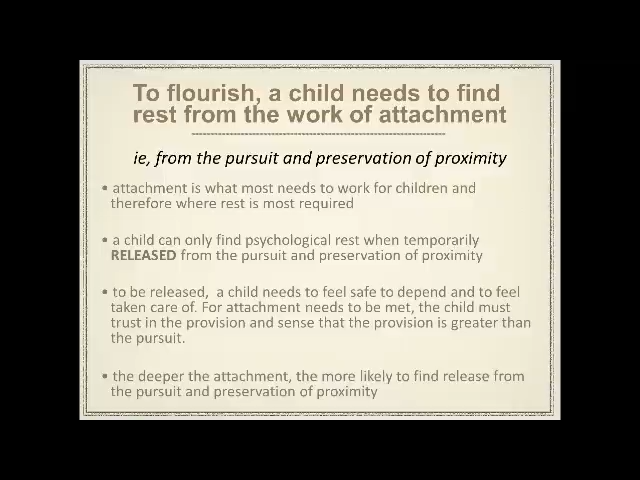 To flourish, a child needs to find
rest from the work of attachment
ie, from the pursuit and preservation of proximity
• attachment is what most needs to work for children and
therefore where rest is most required
• a child can only find psychological rest when temporarily
RELEASED from the pursuit and preservation of proximity
• to be released, a child needs to feel safe to depend and to feel
taken care of. For attachment needs to be met, the child must
trust in the provision and sense that the provision is greater than
the pursuit.
• the deeper the attachment, the more likely to find release from
the pursuit and preservation of proximity